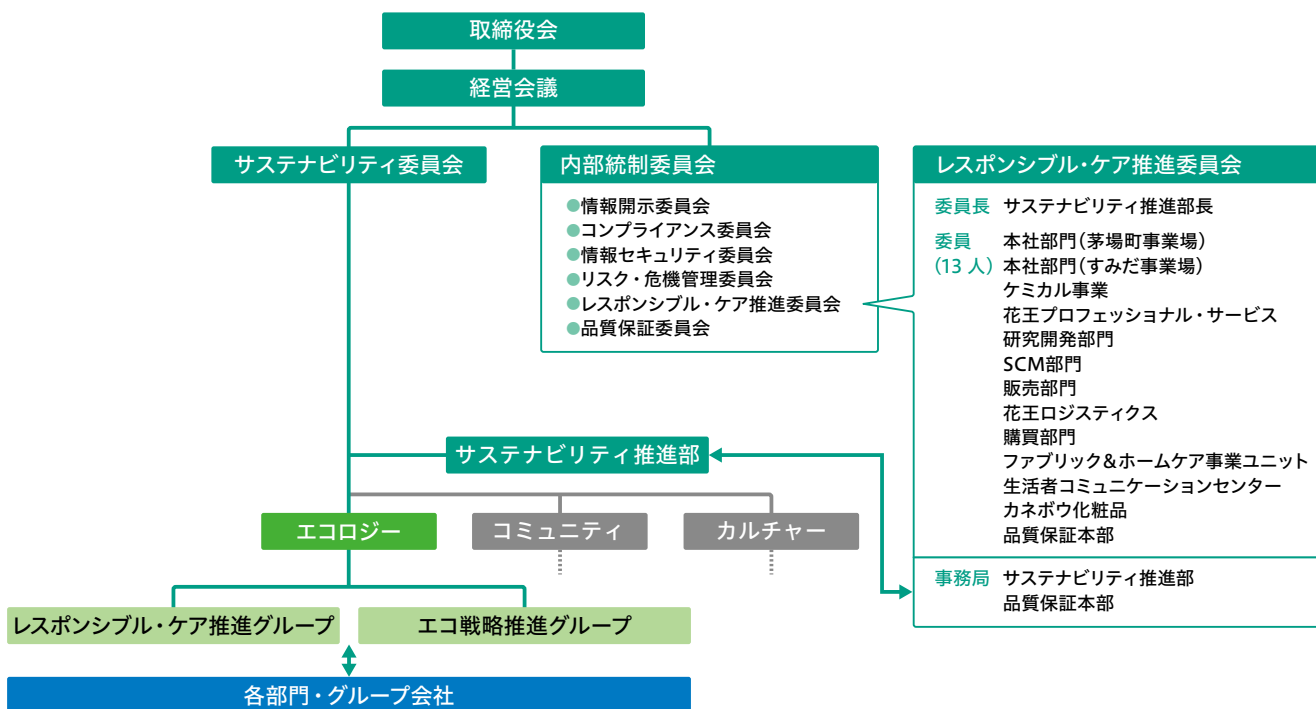 取締役会
経営会議
サステナビリティ委員会
内部統制委員会
●情報開示委員会
●コンプライアンス委員会
●情報セキュリティ委員会
●リスク・危機管理委員会
●レスポンシブル・ケア推進委員会
●品質保証委員会
レスポンシブル・ケア推進委員会
委員長 サステナビリティ推進部長
委員 本社部門(茅場町事業場)
(13 人) 本社部門(すみだ事業場)
ケミカル事業
花王プロフェッショナル・サービス
研究開発部門
SCM部門
販売部門
花王ロジスティクス
購買部門
ファブリック&ホームケア事業ユニット
生活者コミュニケーションセンター
カネボウ化粧品
品質保証本部
事務局 サステナビリティ推進部
品質保証本部
サステナビリティ推進部
エコロジー
コミュニティ
カルチャー
レスポンシブル・ケア推進グループ
エコ戦略推進グループ
各部門・グループ会社